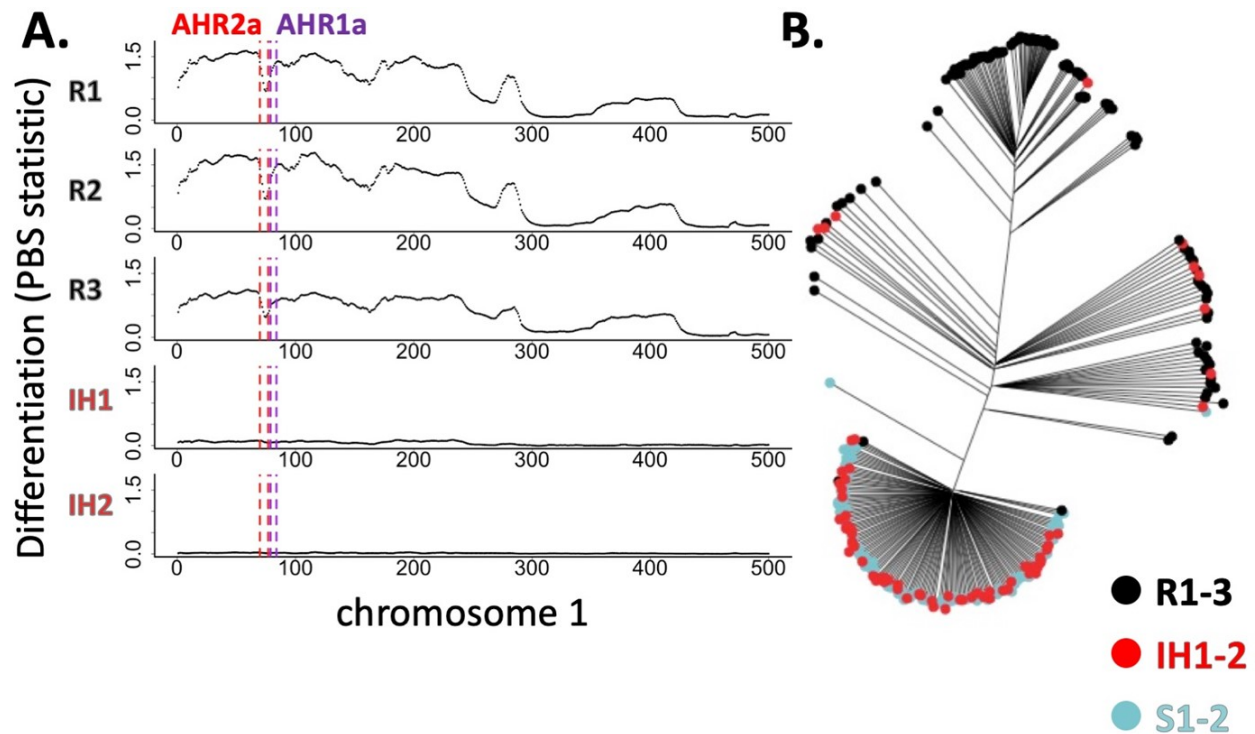 A.
AHR2a AHR1a
B.
Differentiation (PBS statistic)
R1
1.5
0.0
0 100 200 300 400 500
R2
1.5
0.0
0 100 200 300 400 500
R3
1.5
0.0
0 100 200 300 400 500
IH1
1.5
0.0
0 100 200 300 400 500
IH2
1.5
0.0
0 100 200 300 400 500
chromosome 1
R1-3
IH1-2
S1-2